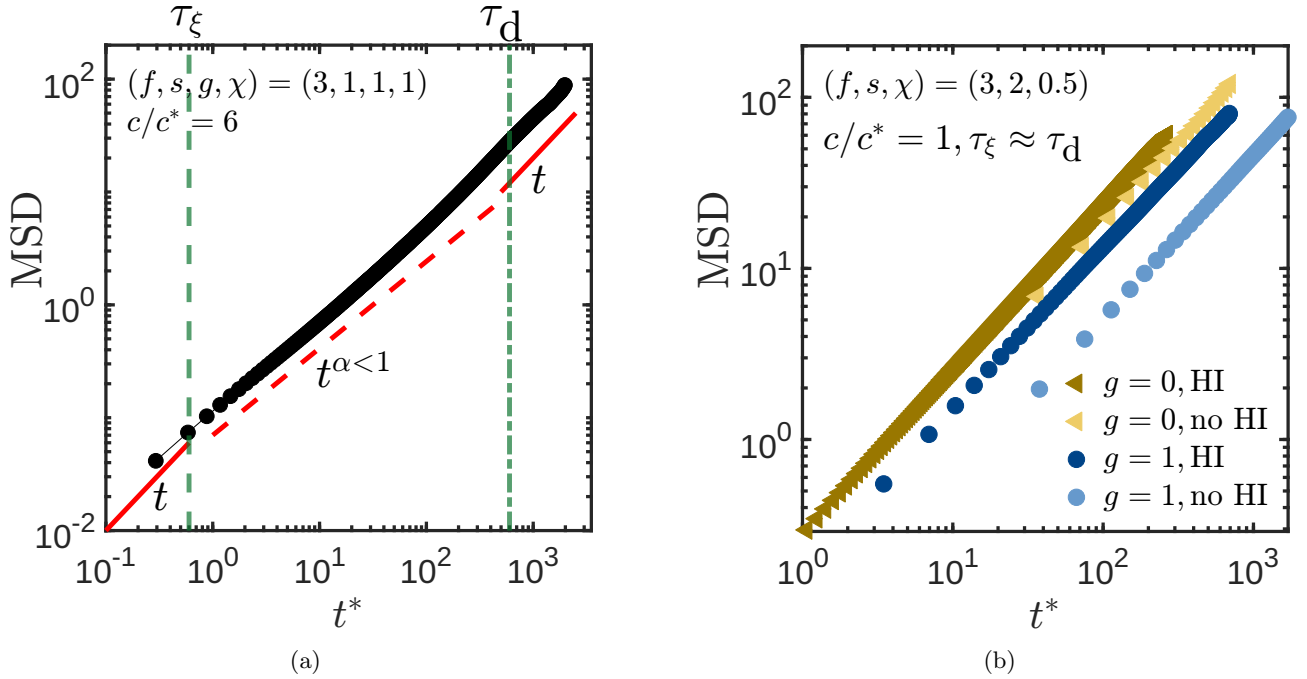 τ_ξ τ_d
(f, s, g, χ) = (3, 1, 1, 1)
c/c* = 6
10^2
10^0
10^-2
MSD
t
t^{α<1}
t
10^-1 10^0 10^1 10^2 10^3
t*
(a)
(f, s, χ) = (3, 2, 0.5)
c/c* = 1, τ_ξ ≈ τ_d
10^2
10^1
10^0
MSD
g = 0, HI
g = 0, no HI
g = 1, HI
g = 1, no HI
10^0 10^1 10^2 10^3
t*
(b)